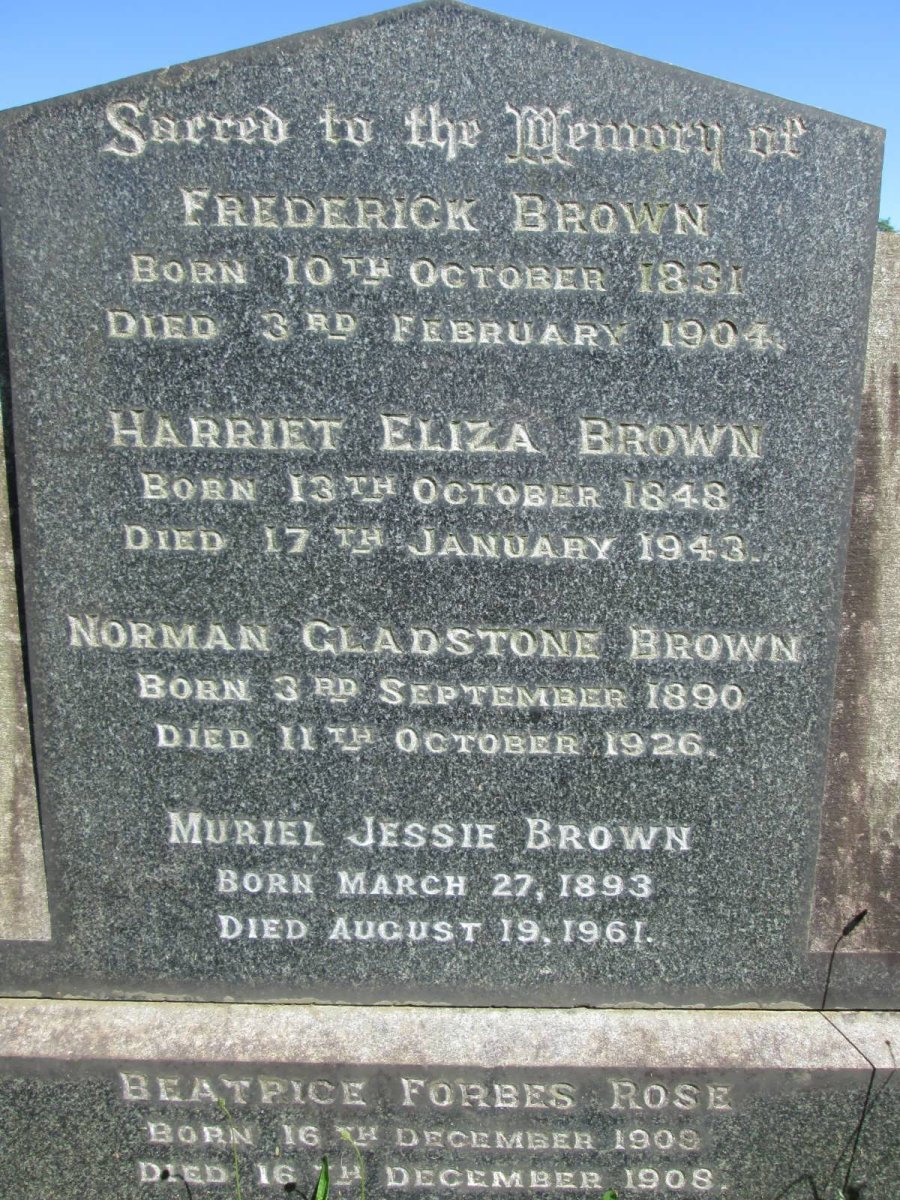 Sacred to the Memory of
FREDERICK BROWN
BORN 10TH OCTOBER 1831
DIED 3RD FEBRUARY 1904.
HARRIET ELIZA BROWN
BORN 13TH OCTOBER 1848
DIED 17TH JANUARY 1943.
NORMAN GLADSTONE BROWN
BORN 3RD SEPTEMBER 1890
DIED 11TH OCTOBER 1926.
MURIEL JESSIE BROWN
BORN MARCH 27, 1893
DIED AUGUST 19, 1961.
BEATRICE FORBES ROSE
BORN 16TH DECEMBER
DIED 16TH DECEMBER 1908.